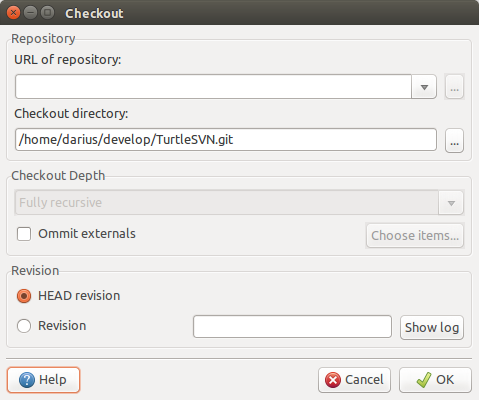 Checkout
Repository
URL of repository:
...
Checkout directory:
/home/darius/develop/TurtleSVN.git
...
Checkout Depth
Fully recursive
Ommit externals
Choose items...
Revision
HEAD revision
Revision
Show log
Help
Cancel
OK